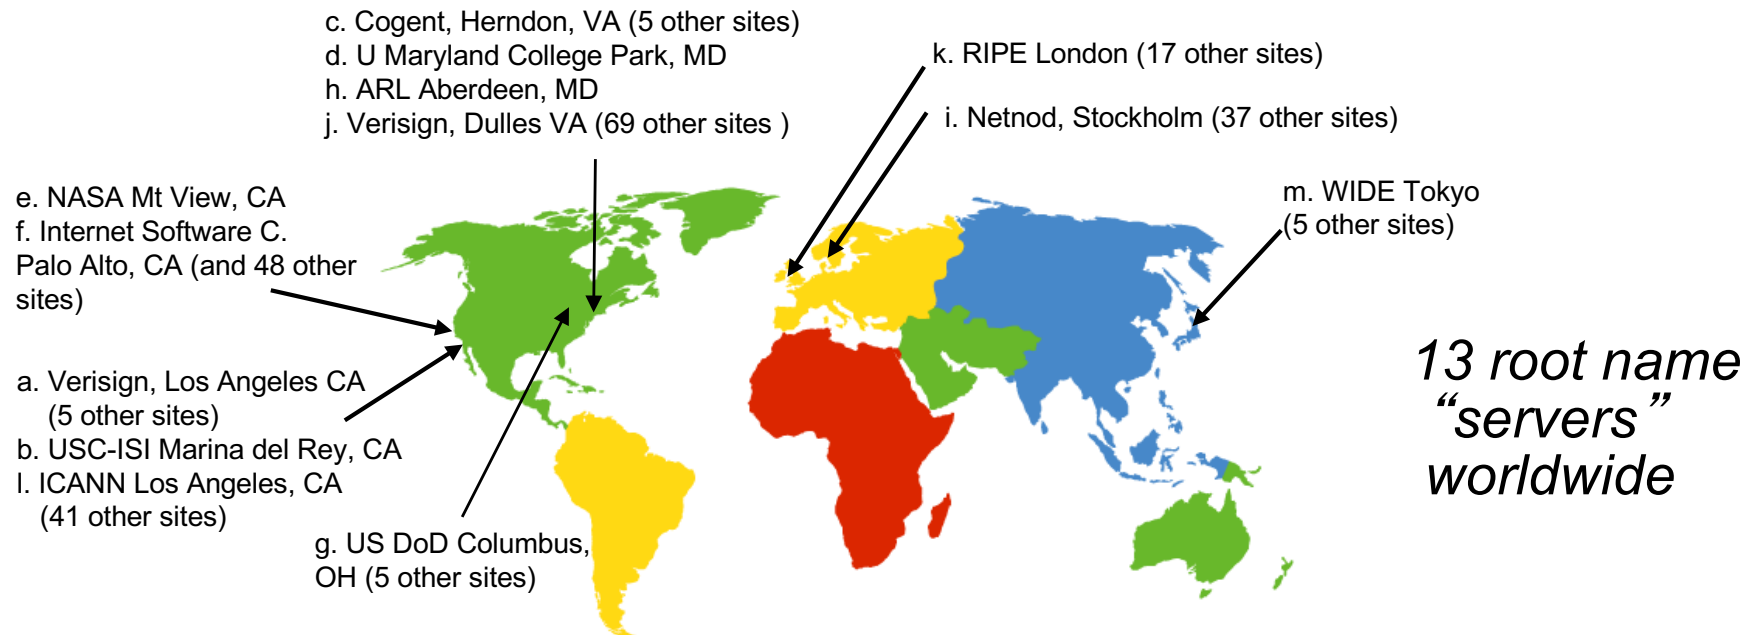 c. Cogent, Herndon, VA (5 other sites)
d. U Maryland College Park, MD
h. ARL Aberdeen, MD
j. Verisign, Dulles VA (69 other sites )
k. RIPE London (17 other sites)
i. Netnod, Stockholm (37 other sites)
e. NASA Mt View, CA
f. Internet Software C.
Palo Alto, CA (and 48 other
sites)
m. WIDE Tokyo
(5 other sites)
a. Verisign, Los Angeles CA
(5 other sites)
b. USC-ISI Marina del Rey, CA
l. ICANN Los Angeles, CA
(41 other sites)
g. US DoD Columbus,
OH (5 other sites)
13 root name
“servers”
worldwide